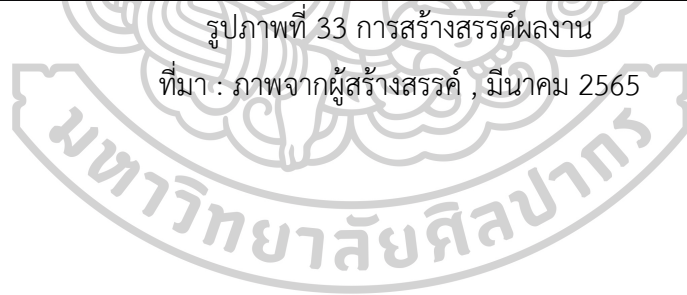 รูปภาพที่ 33 การสร้างสรรค์ผลงาน
ที่มา : ภาพจากผู้สร้างสรรค์ , มีนาคม 2565
มหาวิทยาลัยศิลปากร